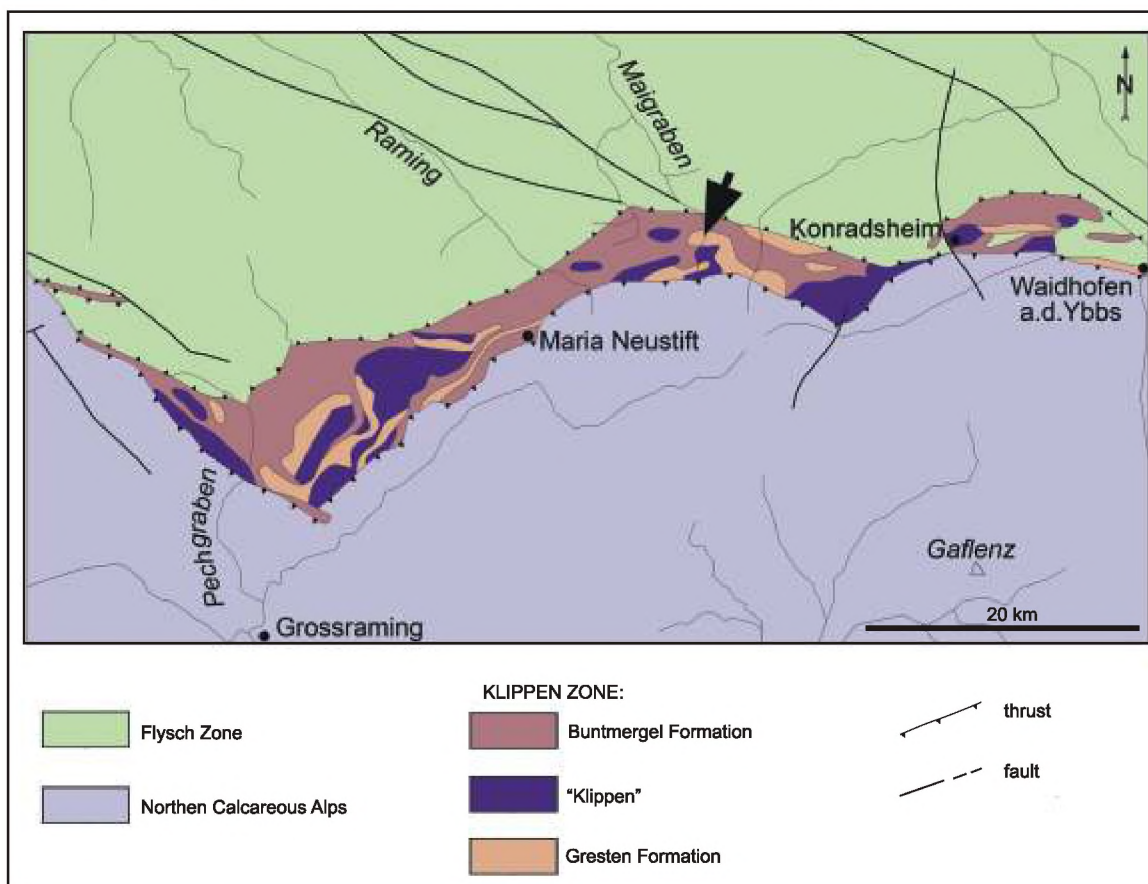 N
Maigraben
Raming
Konradsheim
Waidhofen
a.d.Ybbs
Maria Neustift
Pechgraben
Gaflenz
Grossraming
20 km
KLIPPEN ZONE:
Flysch Zone
Buntmergel Formation
thrust
Northen Calcareous Alps
"Klippen"
fault
Gresten Formation